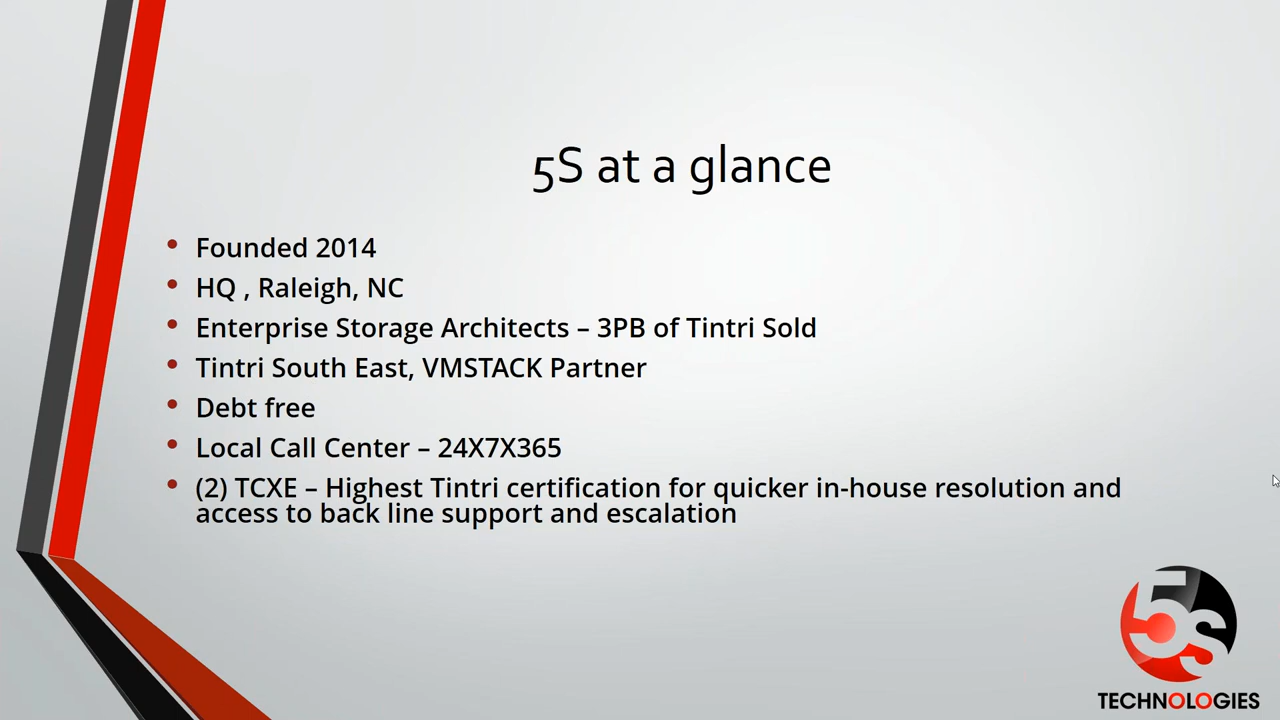 5S at a glance
• Founded 2014
• HQ , Raleigh, NC
• Enterprise Storage Architects – 3PB of Tintri Sold
• Tintri South East, VMSTACK Partner
• Debt free
• Local Call Center – 24X7X365
• (2) TCXE – Highest Tintri certification for quicker in-house resolution and
access to back line support and escalation
5S
TECHNOLOGIES